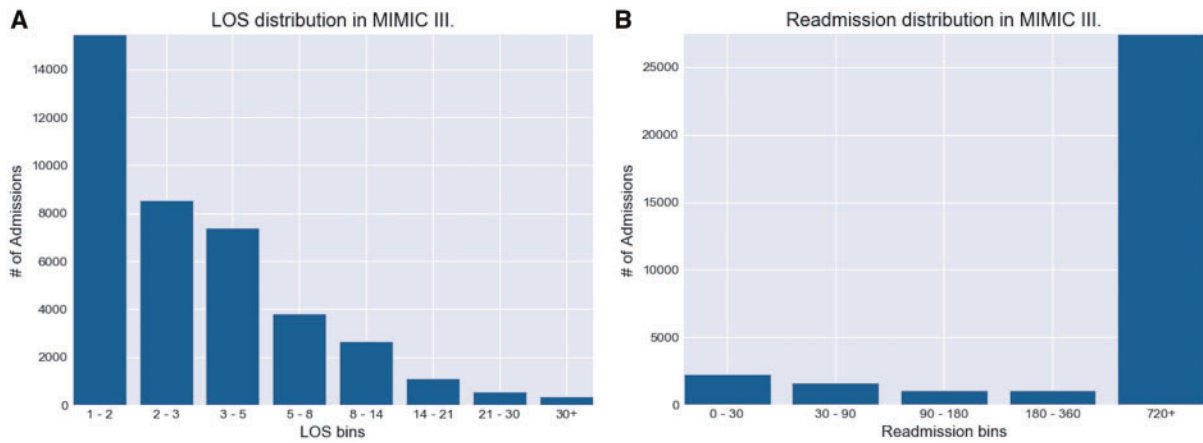 A
LOS distribution in MIMIC III.
# of Admissions
14000
12000
10000
8000
6000
4000
2000
0
1 - 2 2 - 3 3 - 5 5 - 8 8 - 14 14 - 21 21 - 30 30+
LOS bins
B
Readmission distribution in MIMIC III.
# of Admissions
25000
20000
15000
10000
5000
0
0 - 30 30 - 90 90 - 180 180 - 360 720+
Readmission bins